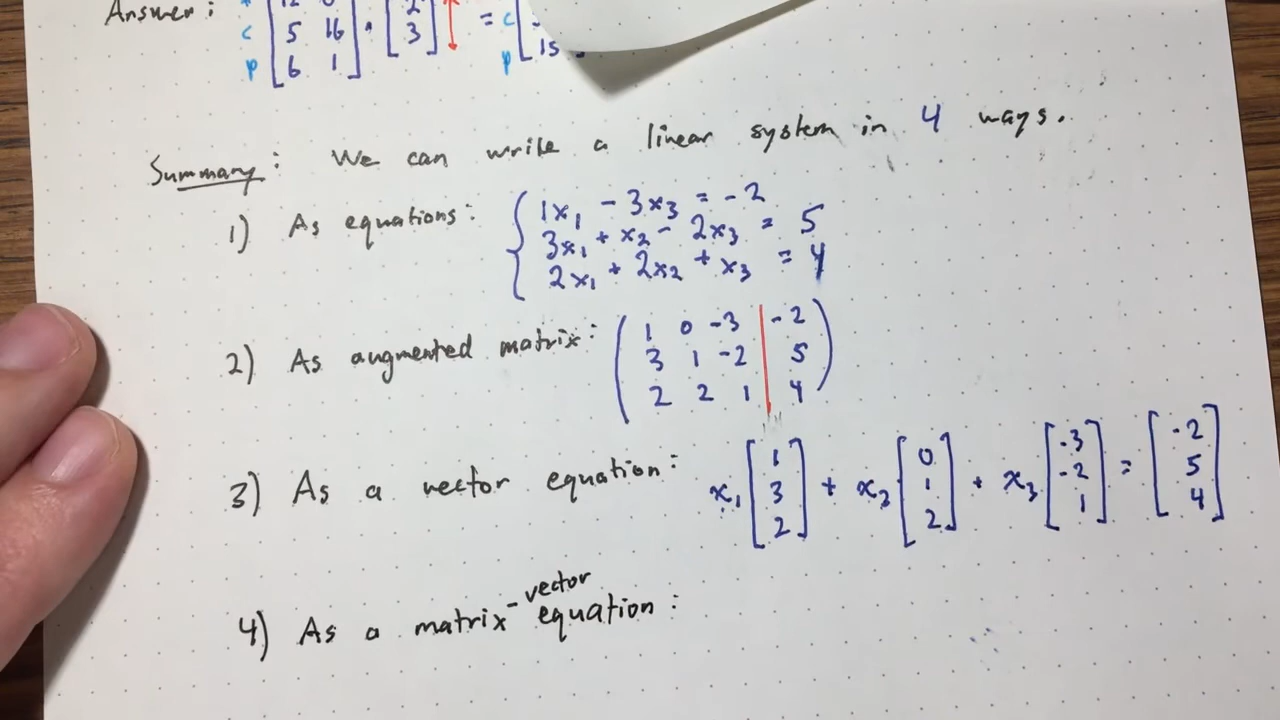 Answer: [12
c [5 16] · [2 3] = c
p [6 1] p [15
Summary: We can write a linear system in 4 ways.
1) As equations: { 1x₁ - 3x₃ = -2
3x₁ + x₂ - 2x₃ = 5
2x₁ + 2x₂ + x₃ = 4
2) As augmented matrix: ( 1 0 -3 | -2
3 1 -2 | 5
2 2 1 | 4 )
3) As a vector equation: x₁ [1 3 2] + x₂ [0 1 2] + x₃ [-3 -2 1] = [-2 5 4]
4) As a matrix-vector equation: